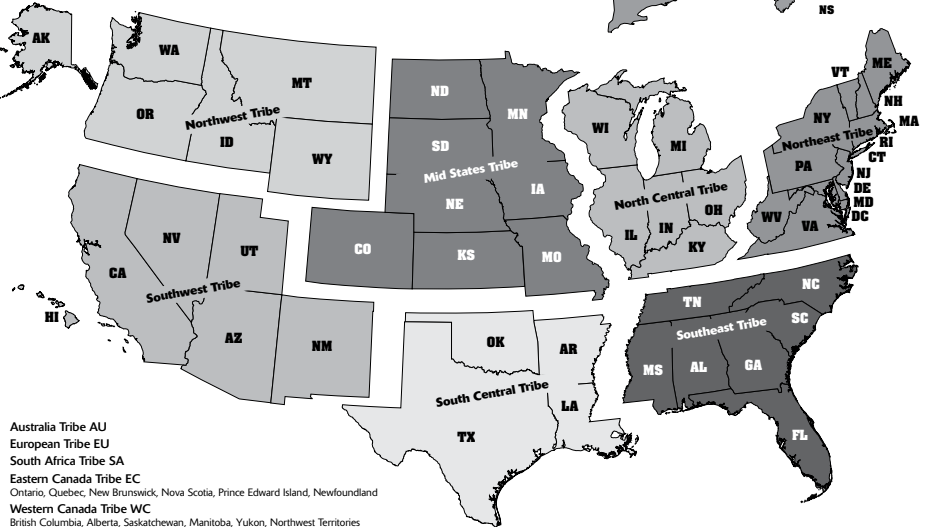 NS
AK
WA
MT
OR
Northwest Tribe
ID
WY
ND
MN
SD
Mid States Tribe
IA
NE
CO
KS
MO
WI
MI
North Central Tribe
OH
IL
IN
KY
VT
ME
NH
NY
MA
Northeast Tribe
RI
CT
PA
NJ
DE
MD
DC
WV
VA
NV
UT
CA
Southwest Tribe
HI
AZ
NM
OK
AR
South Central Tribe
LA
TX
TN
NC
Southeast Tribe
SC
MS
AL
GA
FL
Australia Tribe AU
European Tribe EU
South Africa Tribe SA
Eastern Canada Tribe EC
Ontario, Quebec, New Brunswick, Nova Scotia, Prince Edward Island, Newfoundland
Western Canada Tribe WC
British Columbia, Alberta, Saskatchewan, Manitoba, Yukon, Northwest Territories